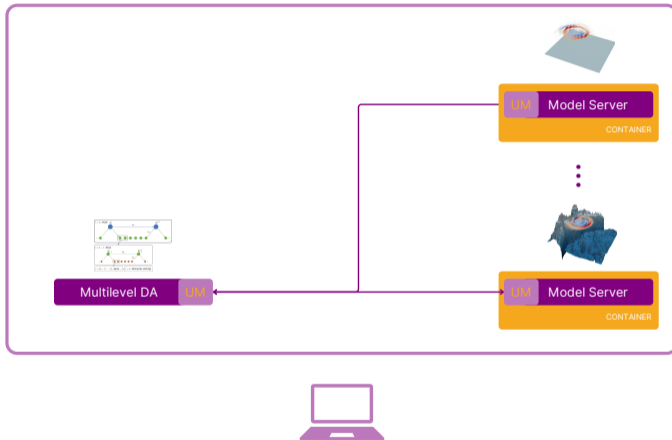 UM Model Server
CONTAINER
Multilevel DA UM
UM Model Server
CONTAINER